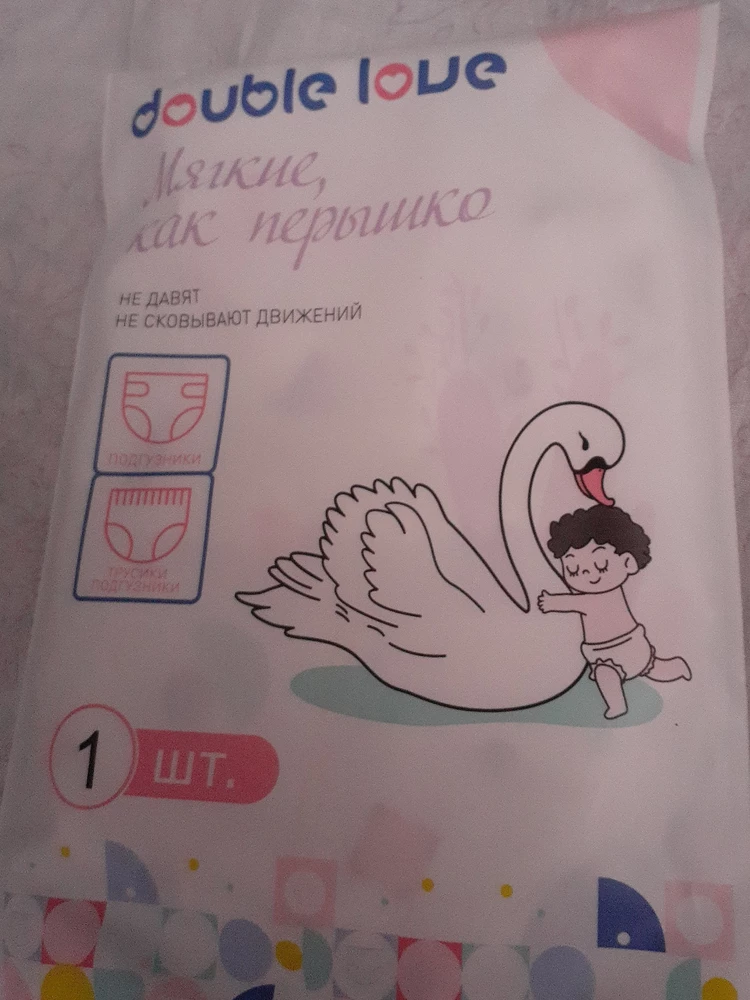 double love
Мягкие,
как перышко
НЕ ДАВЯТ
НЕ СКОВЫВАЮТ ДВИЖЕНИЙ
ПОДГУЗНИКИ
ТРУСИКИ
ПОДГУЗНИКИ
1 ШТ.